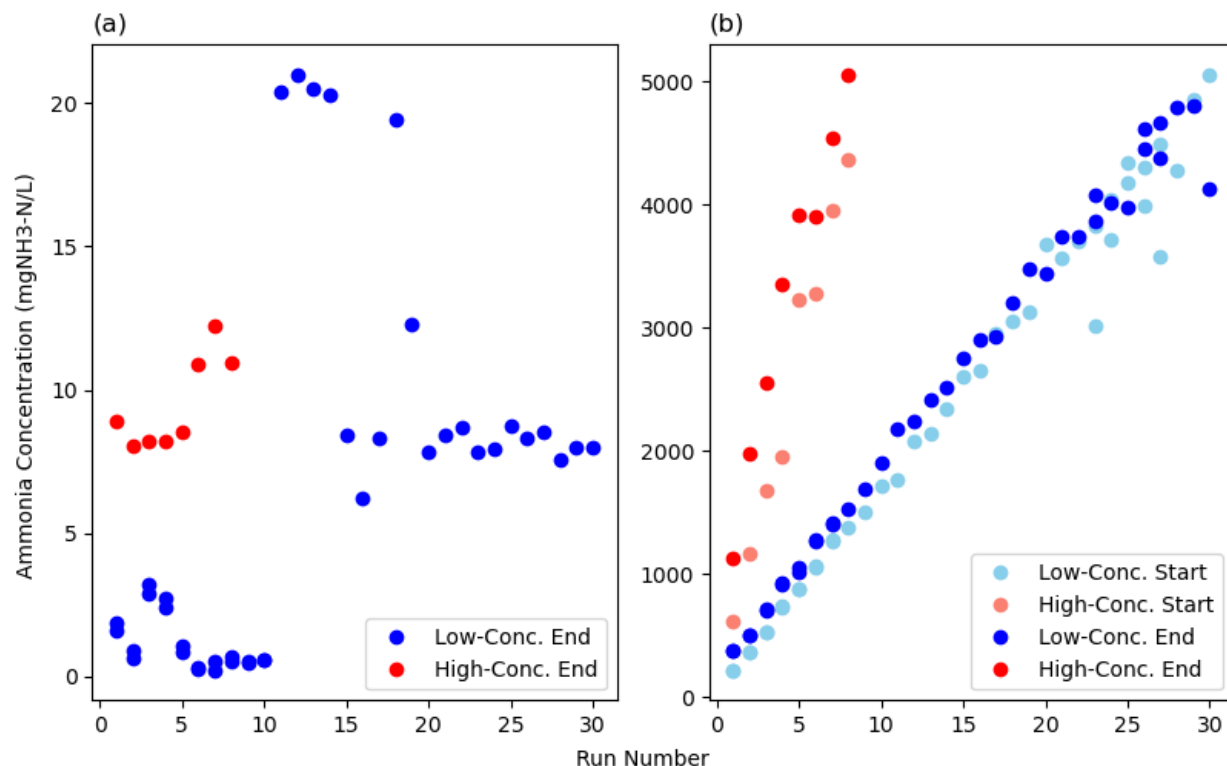 (a)
(b)
Ammonia Concentration (mgNH3-N/L)
20
15
10
5
0
0 5 10 15 20 25 30
Low-Conc. End
High-Conc. End
5000
4000
3000
2000
1000
0
0 5 10 15 20 25 30
Low-Conc. Start
High-Conc. Start
Low-Conc. End
High-Conc. End
Run Number